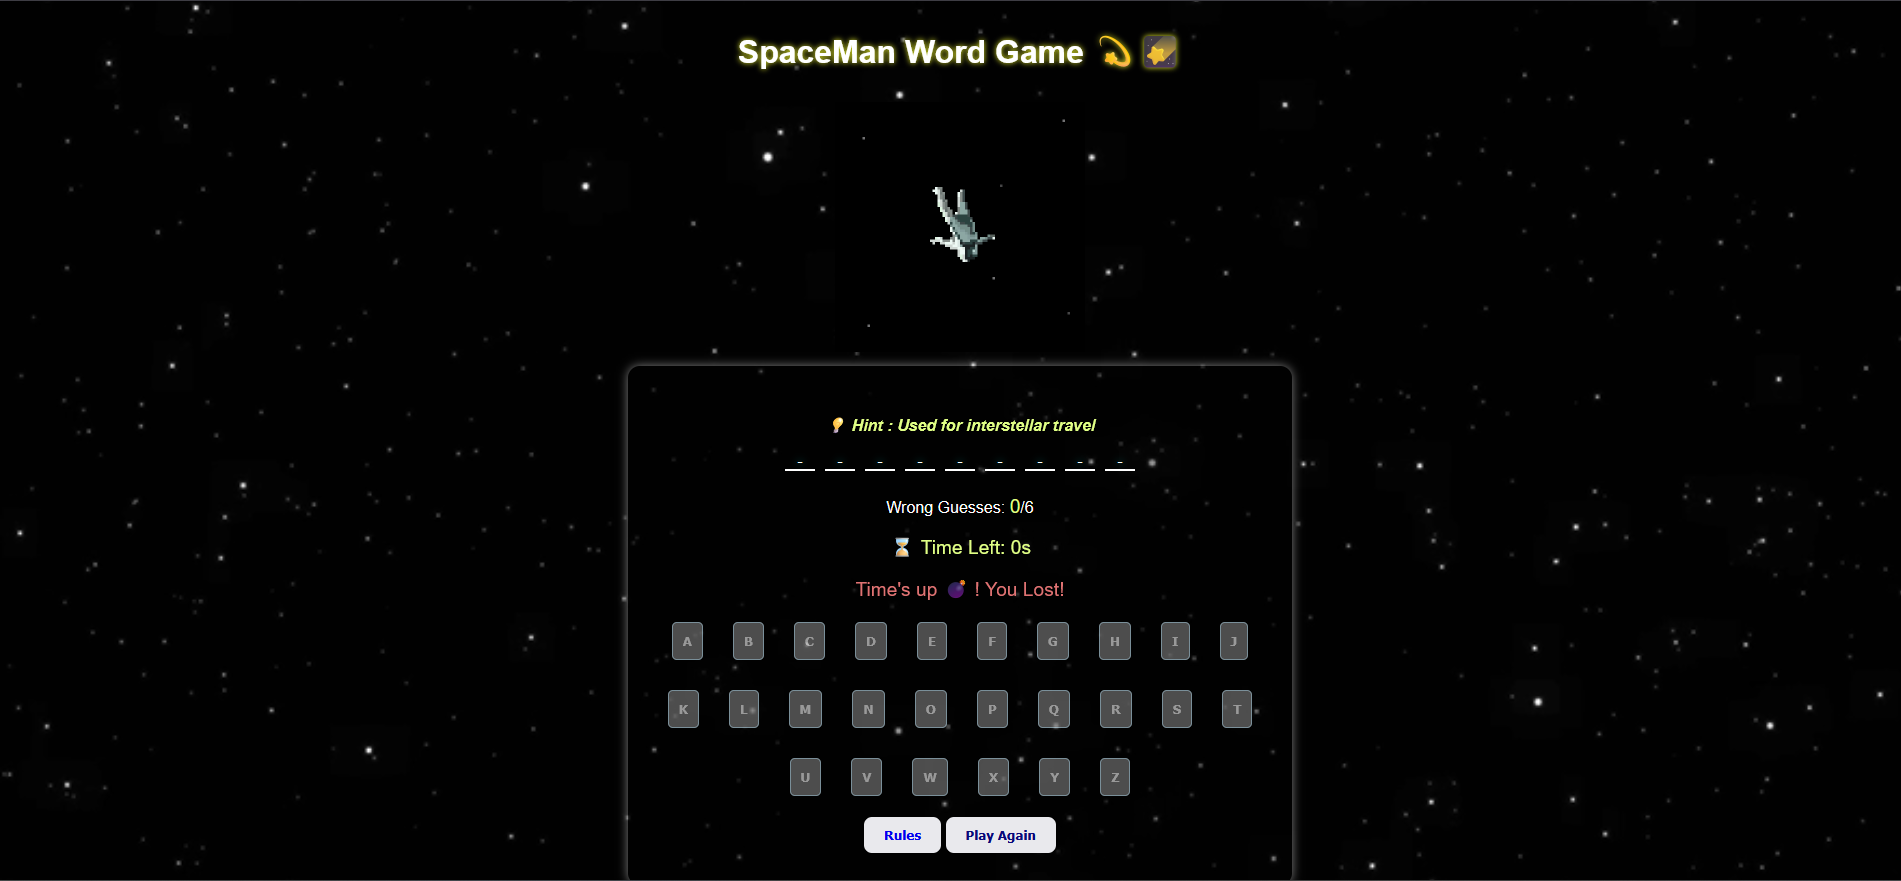 SpaceMan Word Game 💫 🌠
💡 Hint : Used for interstellar travel
- - - - - - - - -
Wrong Guesses: 0/6
⏳ Time Left: 0s
Time's up 💣 ! You Lost!
A B C D E F G H I J
K L M N O P Q R S T
U V W X Y Z
Rules Play Again